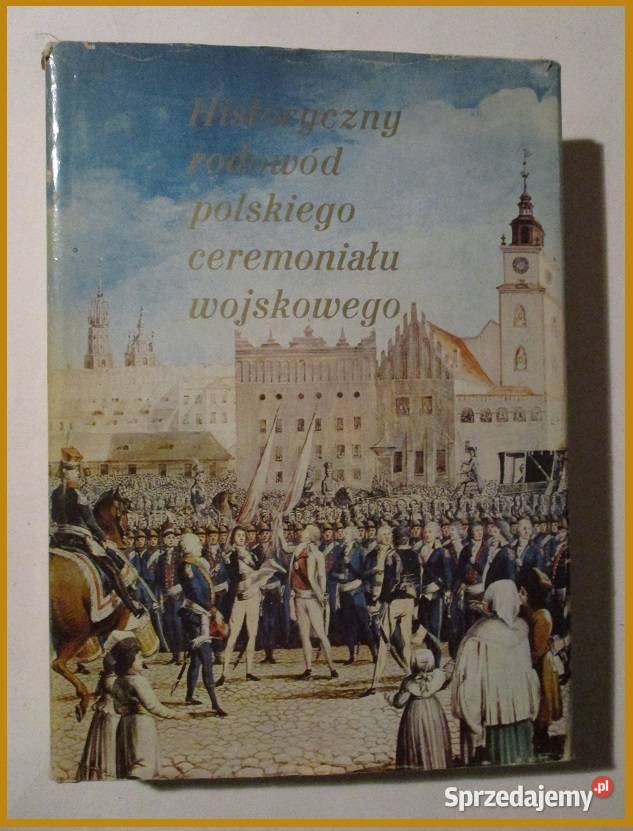 Historyczny
rodowód
polskiego
ceremoniału
wojskowego
Sprzedajemy.pl